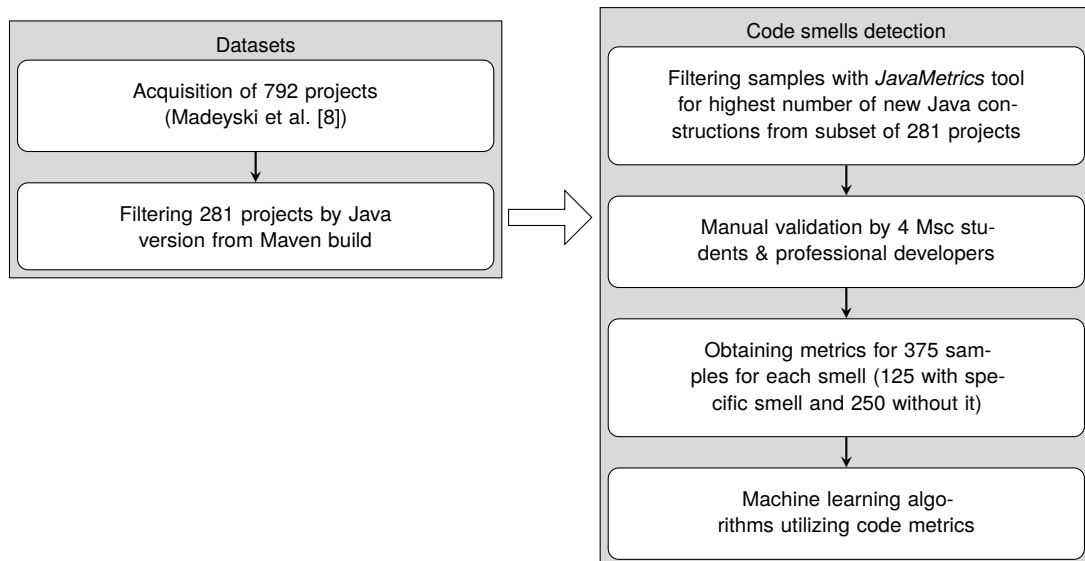 Datasets
Acquisition of 792 projects
(Madeyski et al. [8])
Filtering 281 projects by Java
version from Maven build
Code smells detection
Filtering samples with JavaMetrics tool
for highest number of new Java con-
structions from subset of 281 projects
Manual validation by 4 Msc stu-
dents & professional developers
Obtaining metrics for 375 sam-
ples for each smell (125 with spe-
cific smell and 250 without it)
Machine learning algo-
rithms utilizing code metrics